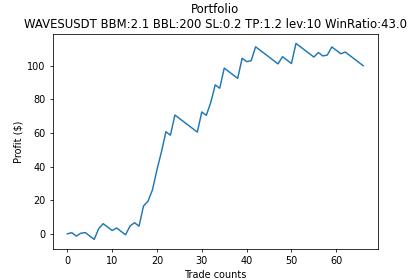 Portfolio
WAVESUSDT BBM:2.1 BBL:200 SL:0.2 TP:1.2 lev:10 WinRatio:43.0
100
80
60
40
20
0
Profit ($)
0 10 20 30 40 50 60
Trade counts